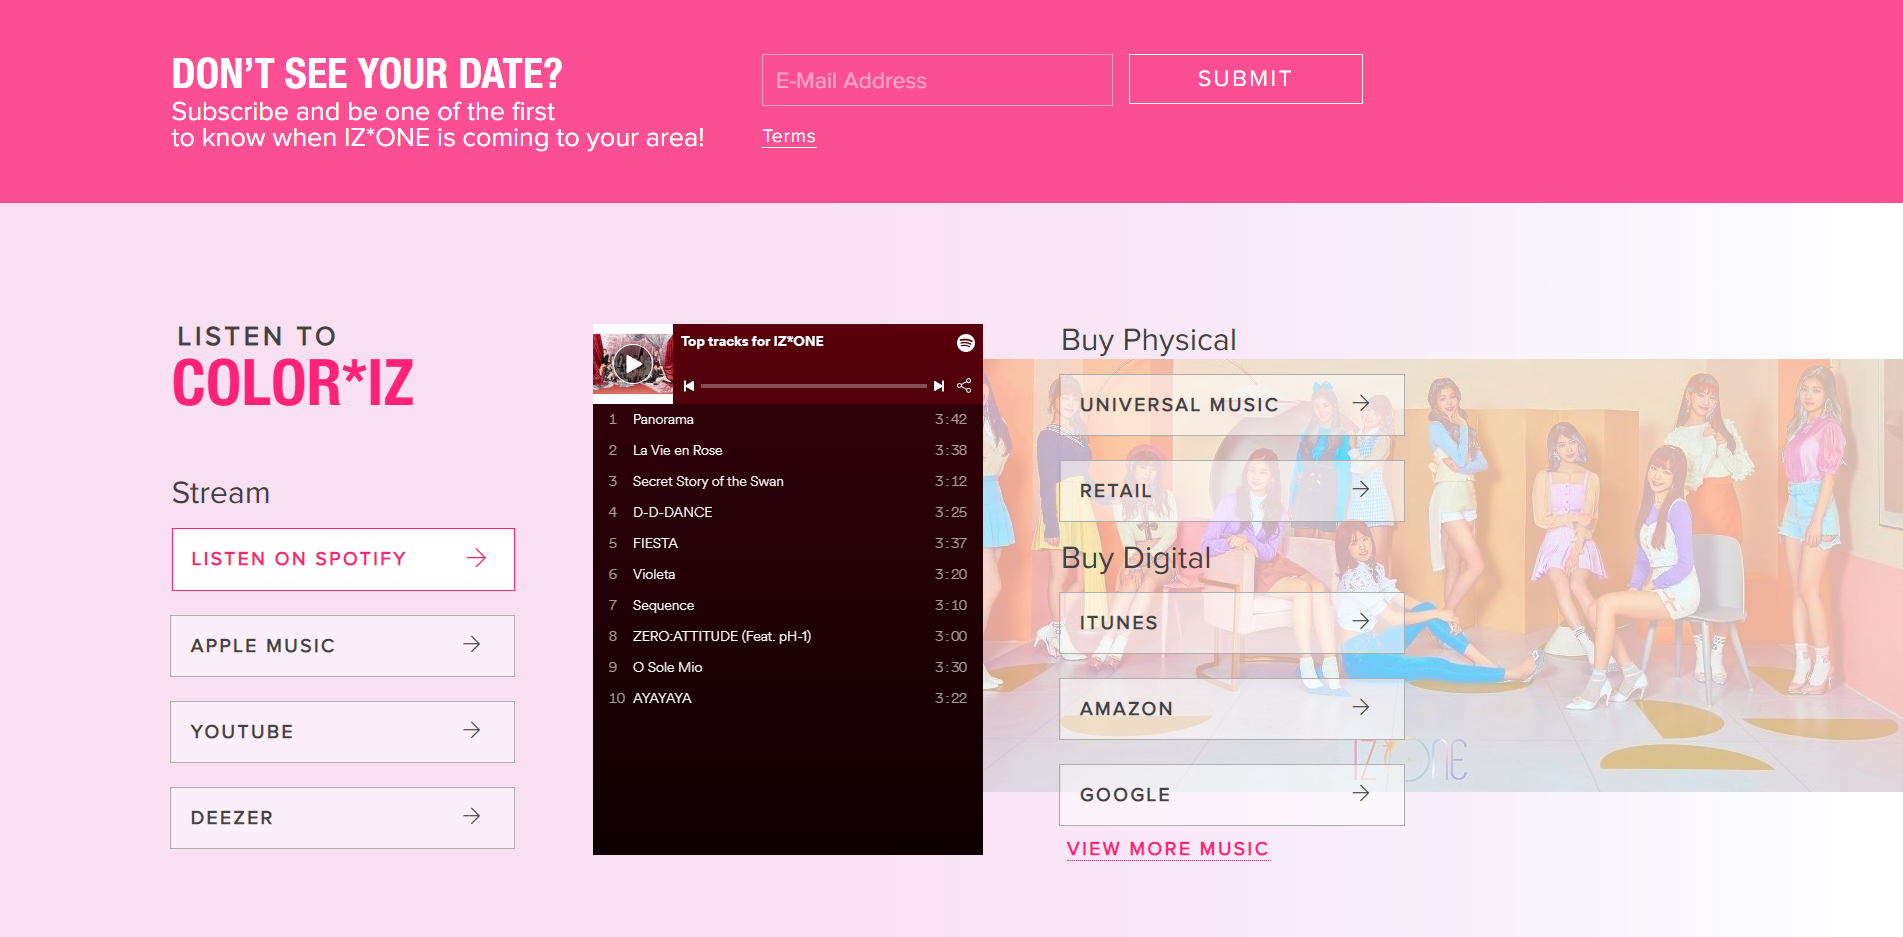 DON'T SEE YOUR DATE?
Subscribe and be one of the first
to know when IZ*ONE is coming to your area!
E-Mail Address
SUBMIT
Terms
LISTEN TO
COLOR*IZ
Stream
LISTEN ON SPOTIFY
APPLE MUSIC
YOUTUBE
DEEZER
Top tracks for IZ*ONE
1 Panorama 3:42
2 La Vie en Rose 3:38
3 Secret Story of the Swan 3:12
4 D-D-DANCE 3:25
5 FIESTA 3:37
6 Violeta 3:20
7 Sequence 3:10
8 ZERO:ATTITUDE (Feat. pH-1) 3:00
9 O Sole Mio 3:30
10 AYAYAYA 3:22
Buy Physical
UNIVERSAL MUSIC
RETAIL
Buy Digital
ITUNES
AMAZON
GOOGLE
VIEW MORE MUSIC
IZ*ONE